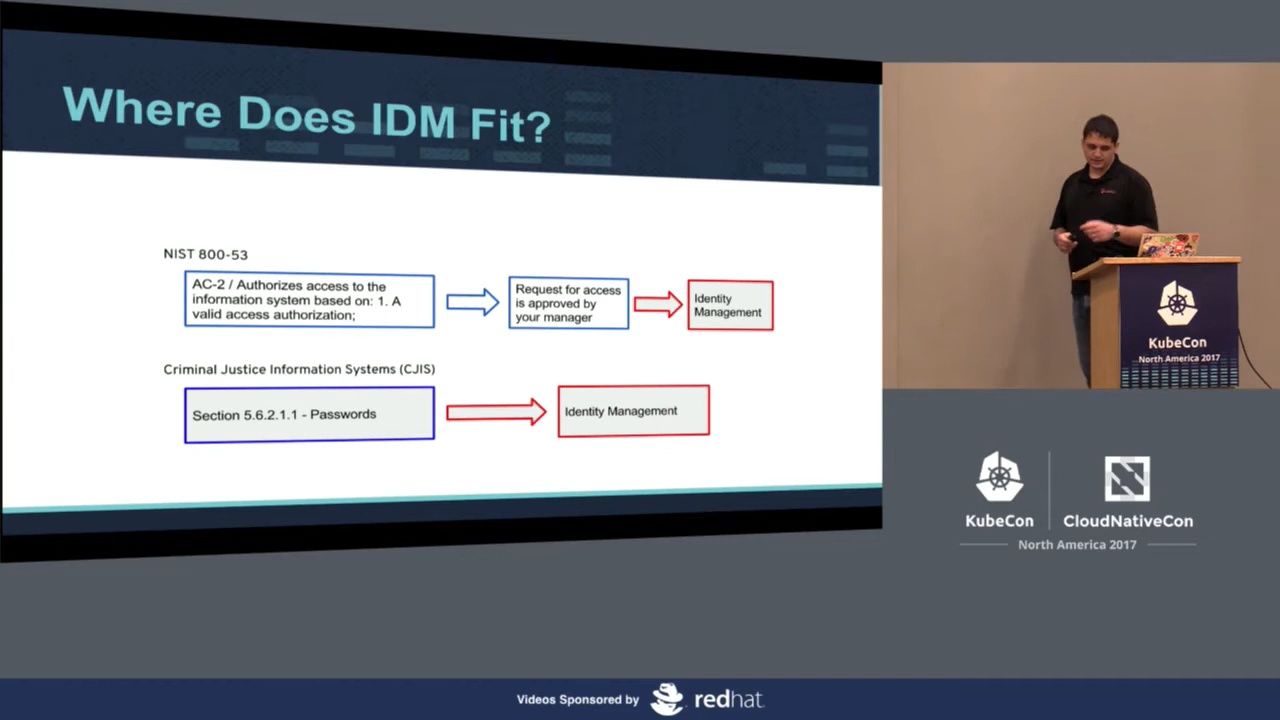 Where Does IDM Fit?
NIST 800-53
AC-2 / Authorizes access to the
information system based on: 1. A
valid access authorization;
Request for access
is approved by
your manager
Identity
Management
Criminal Justice Information Systems (CJIS)
Section 5.6.2.1.1 - Passwords
Identity Management
KubeCon
North America 2017
KubeCon
CloudNativeCon
North America 2017
Videos Sponsored by
redhat.